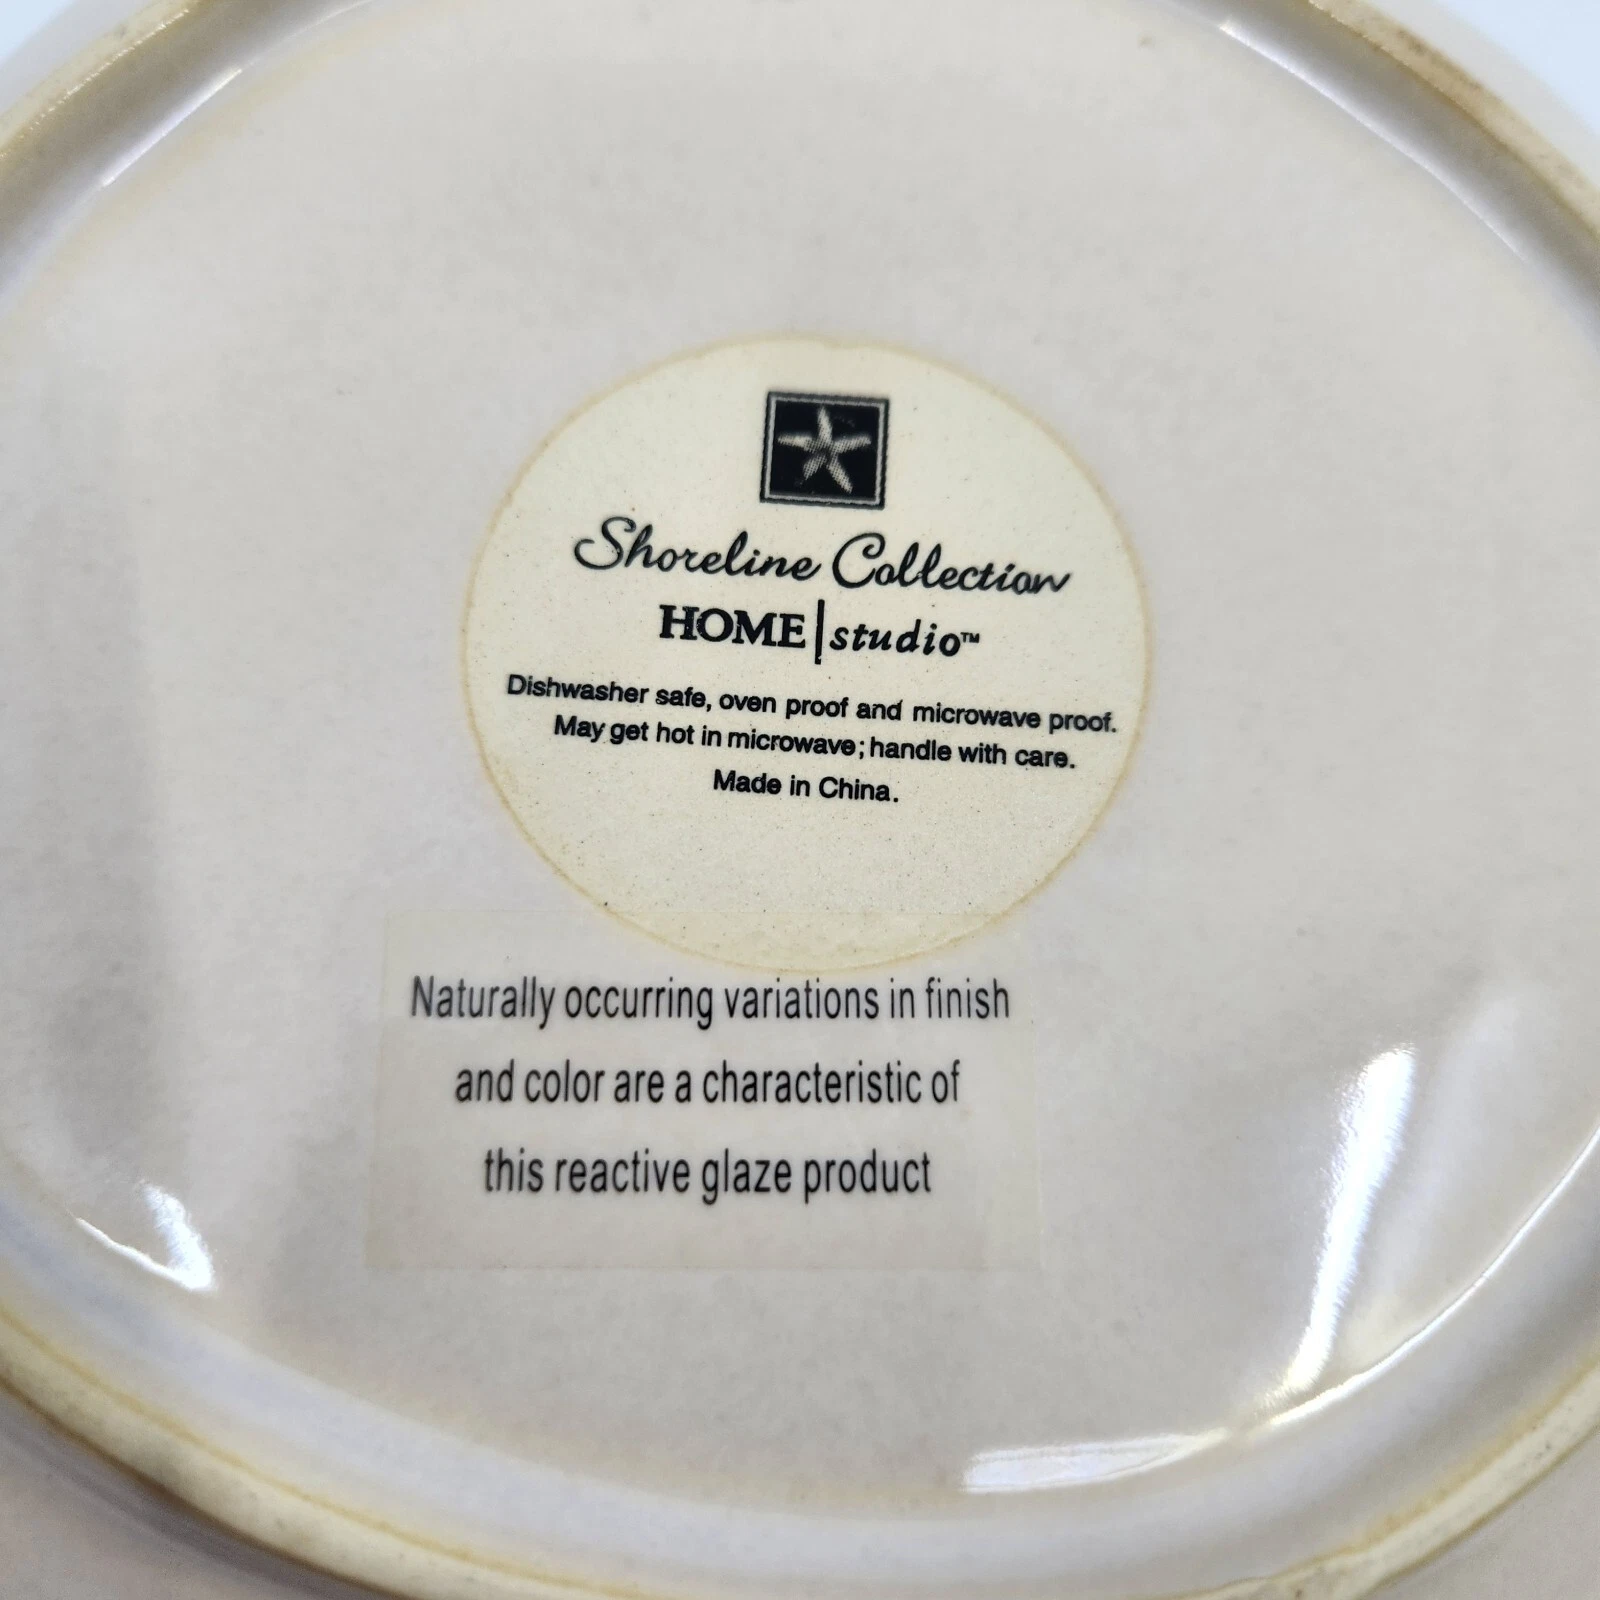 Shoreline Collection
HOME|studio™
Dishwasher safe, oven proof and microwave proof.
May get hot in microwave; handle with care.
Made in China.
Naturally occurring variations in finish
and color are a characteristic of
this reactive glaze product